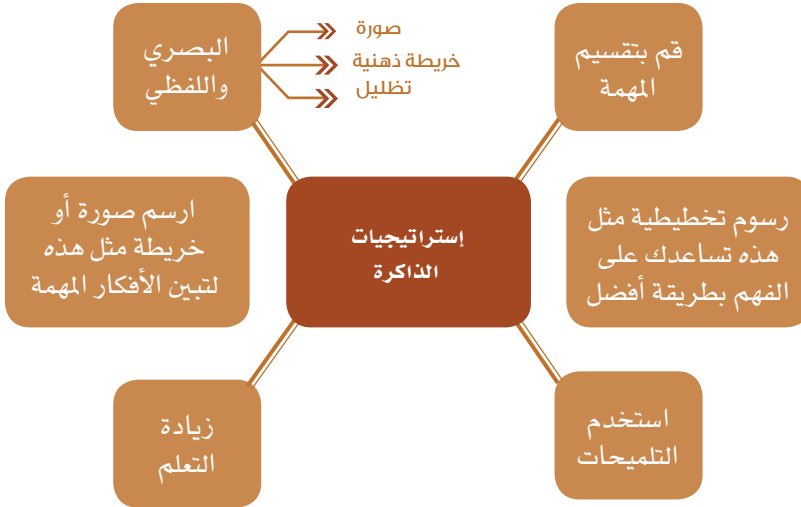 قم بتقسيم
المهمة
البصري
واللفظي
صورة
خريطة ذهنية
تظليل
رسوم تخطيطية مثل
هذه تساعدك على
الفهم بطريقة أفضل
إستراتيجيات
الذاكرة
ارسم صورة أو
خريطة مثل هذه
لتبين الأفكار المهمة
استخدم
التلميحات
زيادة
التعلم